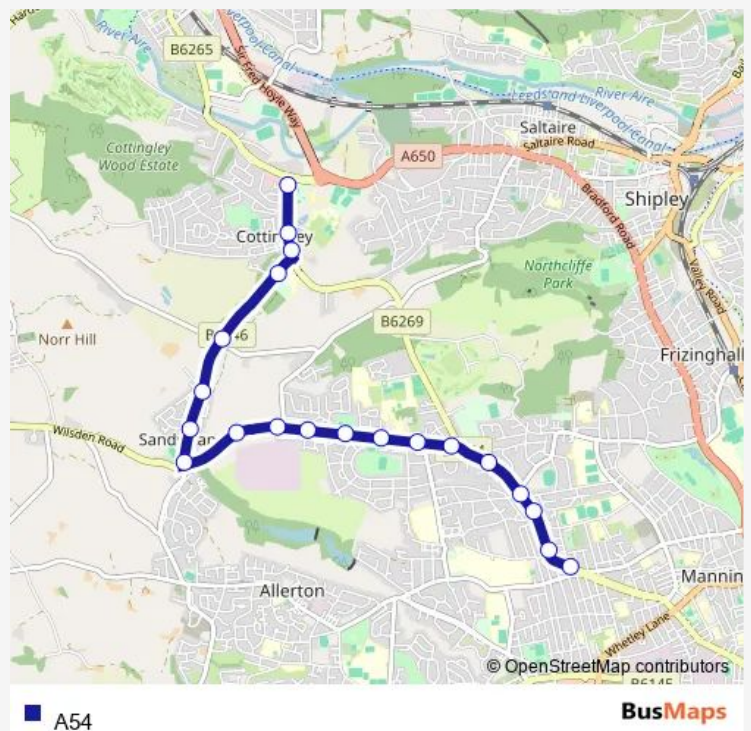 River Aire
B6265
Sir Fred Hoyle Way
Leeds and Liverpool Canal
River Aire
Saltaire
Saltaire Road
Cottingley
Wood Estate
A650
Shipley
Bradford Road
Valley Road
Northcliffe
Park
B6269
Norr Hill
Frizinghall
Wilsden Road
Allerton
Mannin
Whetley Lane
© OpenStreetMap contributors
A54
BusMaps